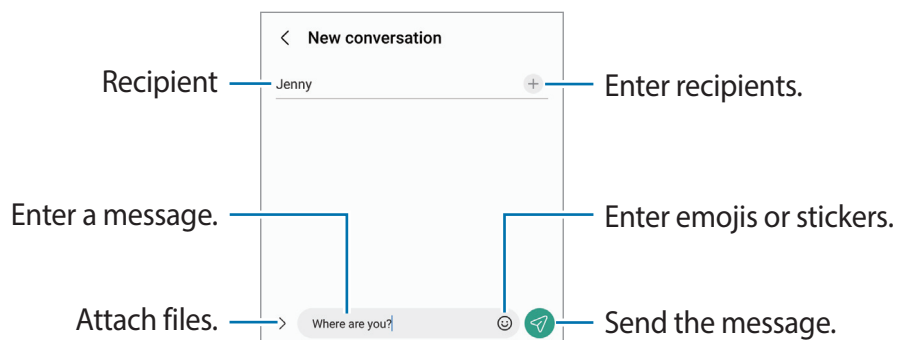 New conversation
Recipient
Jenny
Enter recipients.
Enter a message.
Enter emojis or stickers.
Attach files.
Where are you?
Send the message.